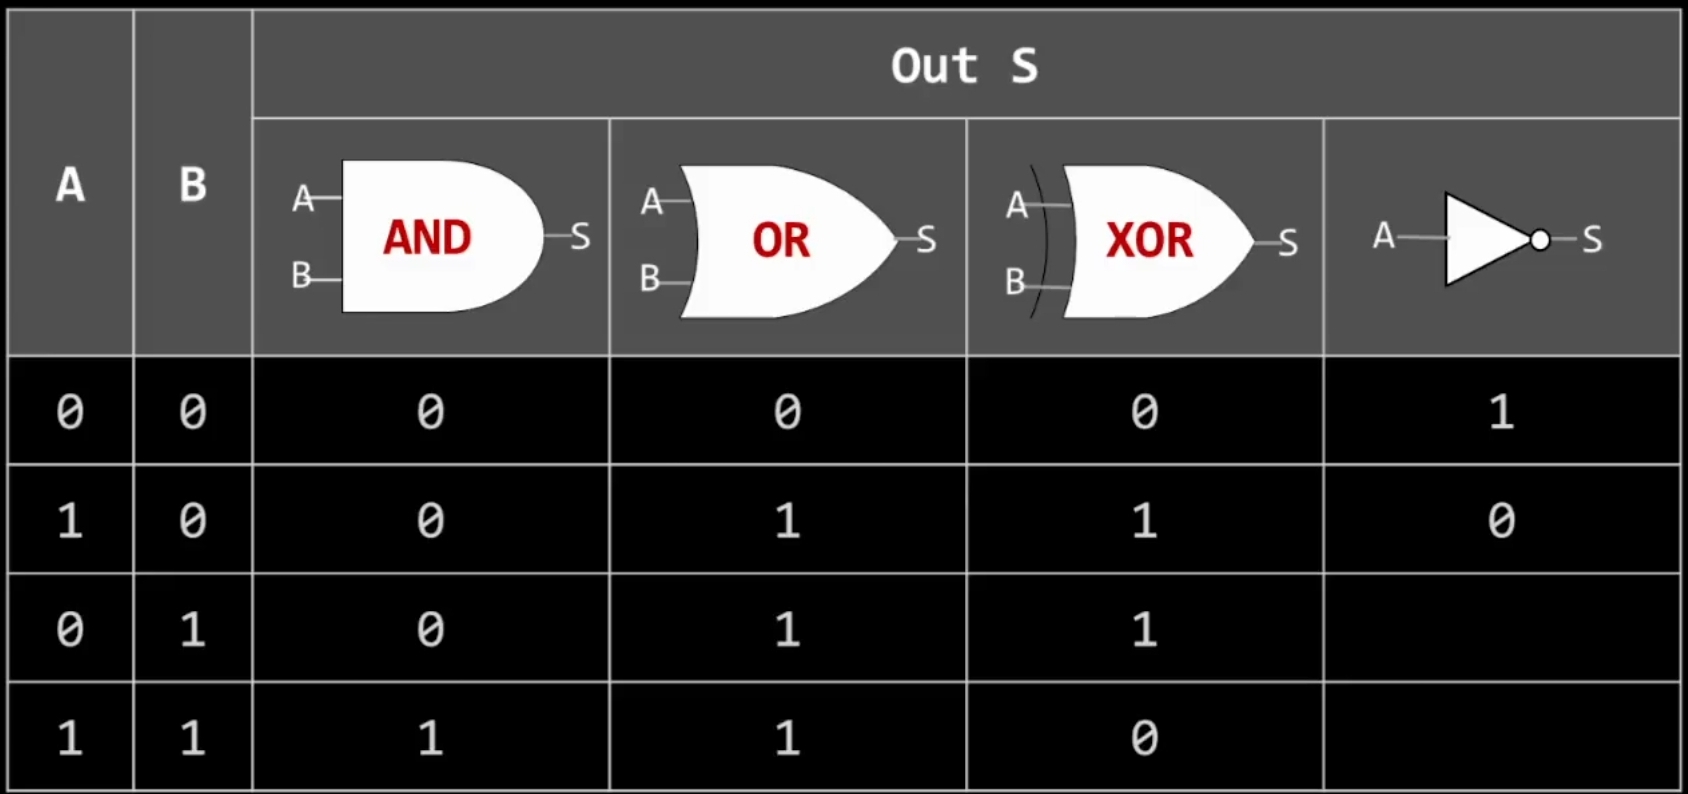 Out S
A B
A B AND S
A B OR S
A B XOR S
A S
0 0 0 0 0 1
1 0 0 1 1 0
0 1 0 1 1
1 1 1 1 0